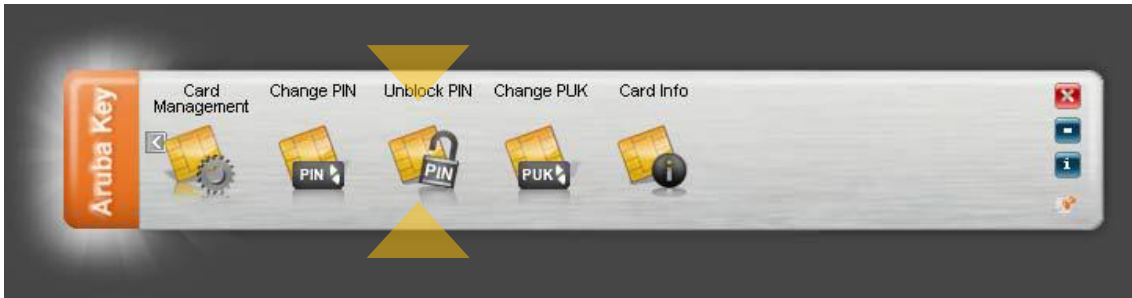 Aruba Key
Card
Management
Change PIN
Unblock PIN
Change PUK
Card Info
PIN
PIN
PUK
i
i